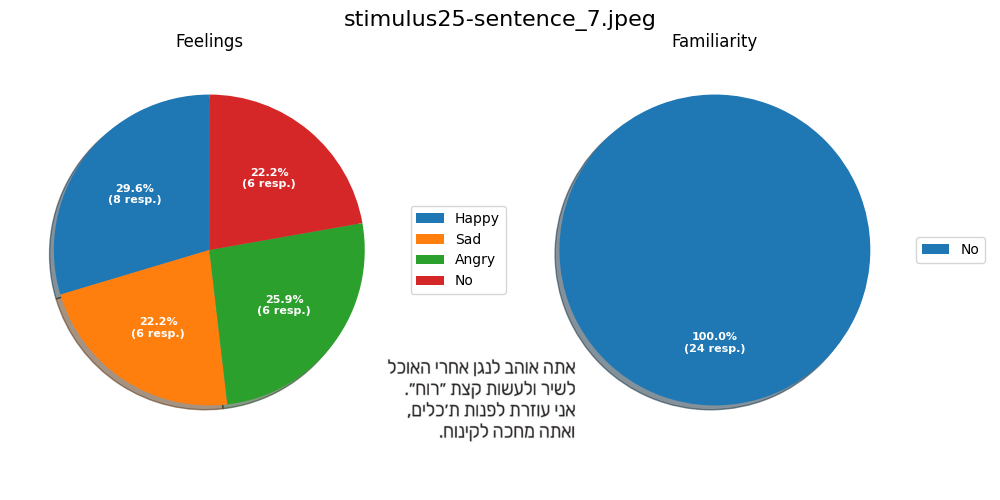 stimulus25-sentence_7.jpeg
Feelings
29.6%
(8 resp.)
22.2%
(6 resp.)
25.9%
(6 resp.)
22.2%
(6 resp.)
Happy
Sad
Angry
No
Familiarity
100.0%
(24 resp.)
No
אתה אוהב לנגן אחרי האוכל
לשיר ולעשות קצת ״רוח״.
אני עוזרת לפנות ת׳כלים,
ואתה מחכה לקינוח.